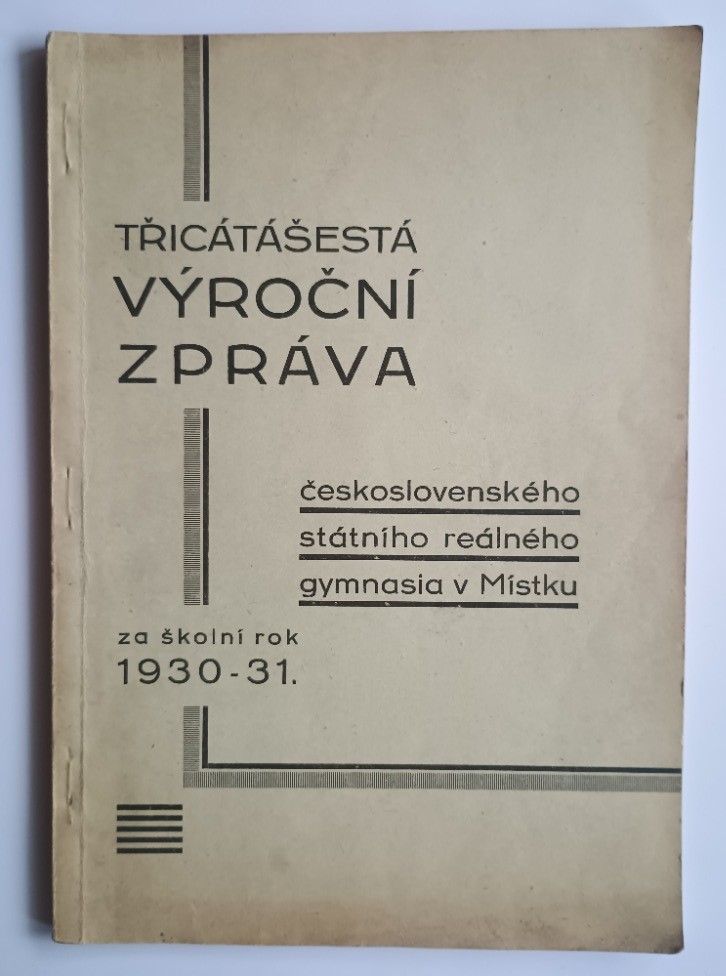 TŘICÁTÁŠESTÁ
VÝROČNÍ
ZPRÁVA
československého
státního reálného
gymnasia v Místku
za školní rok
1930-31.